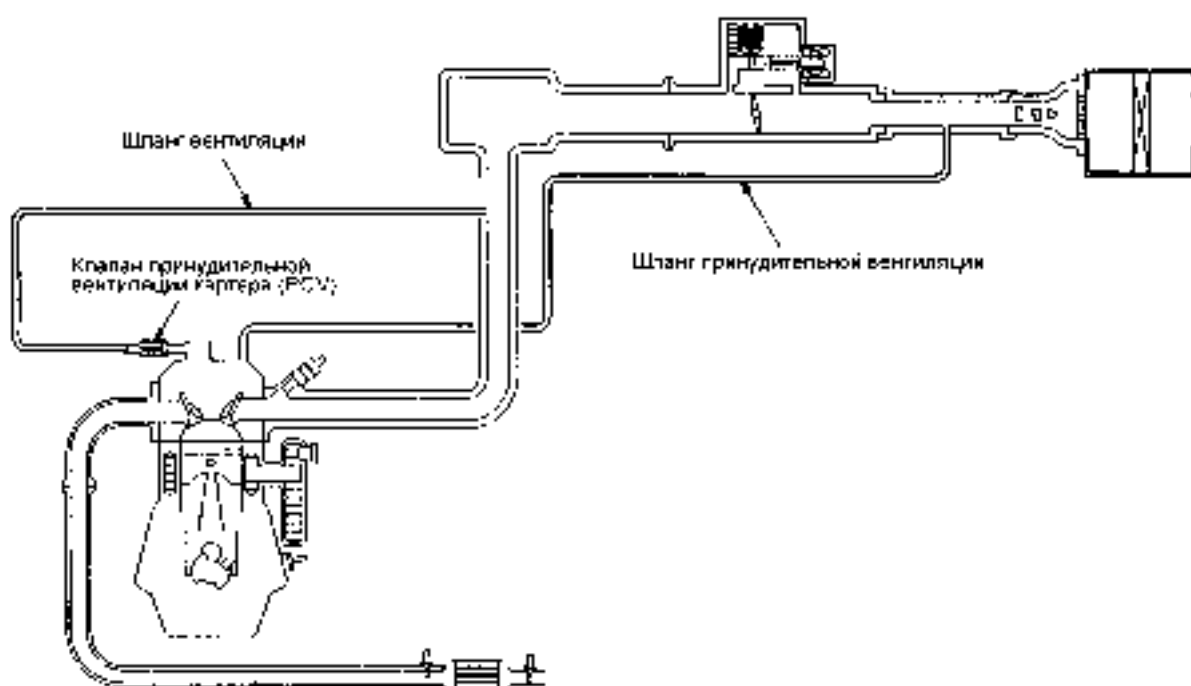 Шланг вентиляции
Клапан принудительной
вентиляции картера (PCV)
Шланг принудительной вентиляции